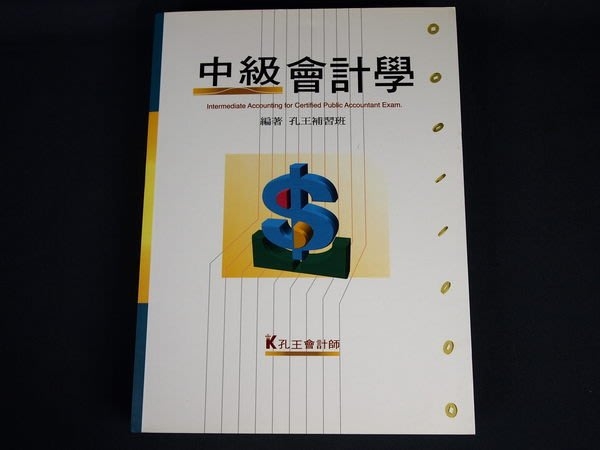 中級會計學
Intermediate Accounting for Certified Public Accountant Exam.
編著 孔王補習班
K孔王會計師